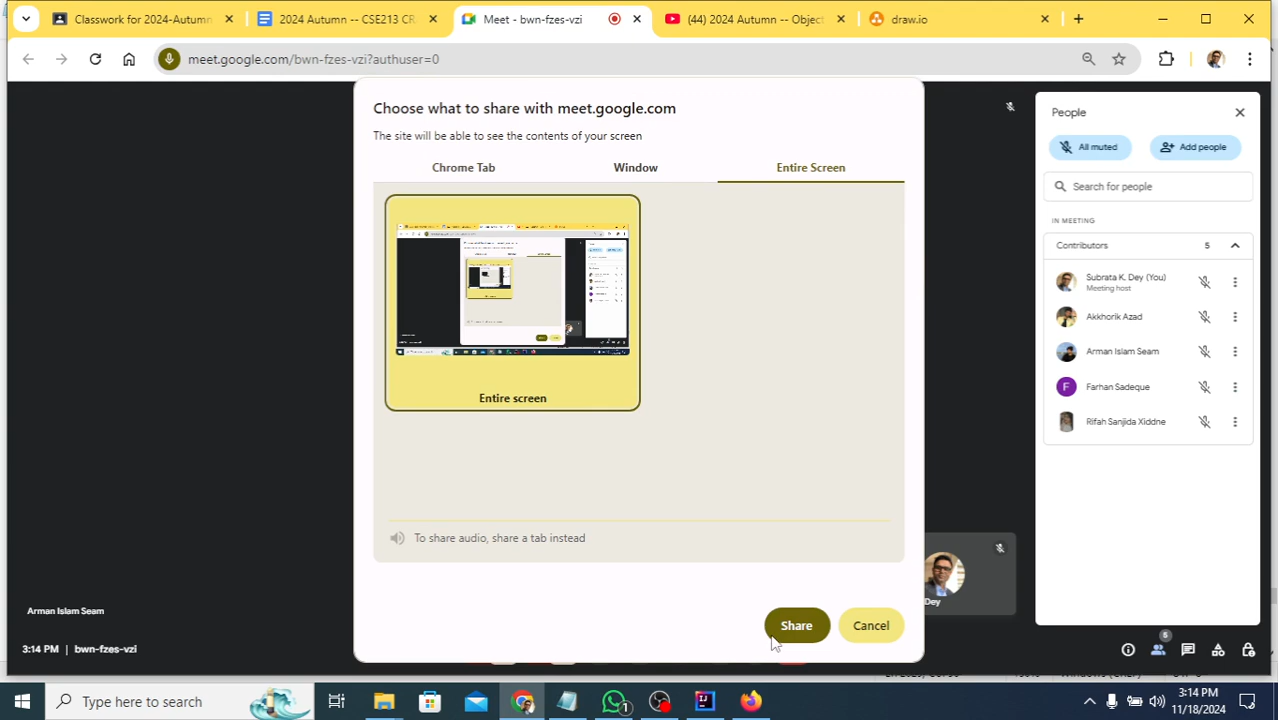 Classwork for 2024-Autumn
2024 Autumn -- CSE213 CR
Meet - bwn-fzes-vzi
(44) 2024 Autumn -- Object
draw.io
meet.google.com/bwn-fzes-vzi?authuser=0
Choose what to share with meet.google.com
The site will be able to see the contents of your screen
Chrome Tab
Window
Entire Screen
Entire screen
To share audio, share a tab instead
Share
Cancel
People
All muted
Add people
Search for people
IN MEETING
Contributors
5
Subrata K. Dey (You)
Meeting host
Akkhorik Azad
Arman Islam Seam
F
Farhan Sadeque
Rifah Sanjida Xiddne
Dey
Arman Islam Seam
3:14 PM | bwn-fzes-vzi
Type here to search
1
3:14 PM
11/18/2024